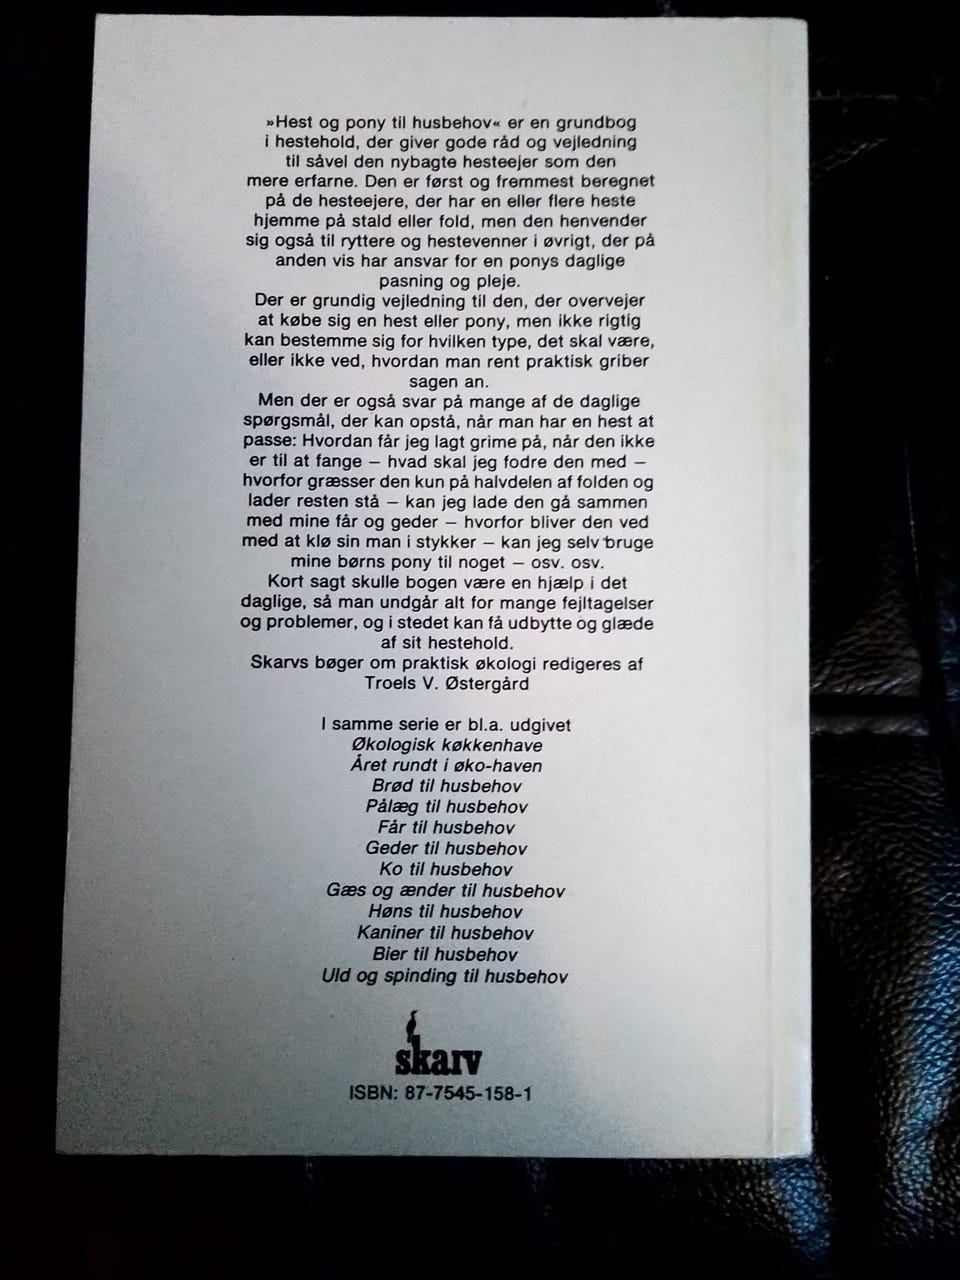 »Hest og pony til husbehov« er en grundbog
i hestehold, der giver gode råd og vejledning
til såvel den nybagte hesteejer som den
mere erfarne. Den er først og fremmest beregnet
på de hesteejere, der har en eller flere heste
hjemme på stald eller fold, men den henvender
sig også til ryttere og hestevenner i øvrigt, der på
anden vis har ansvar for en ponys daglige
pasning og pleje.
Der er grundig vejledning til den, der overvejer
at købe sig en hest eller pony, men ikke rigtig
kan bestemme sig for hvilken type, det skal være,
eller ikke ved, hvordan man rent praktisk griber
sagen an.
Men der er også svar på mange af de daglige
spørgsmål, der kan opstå, når man har en hest at
passe: Hvordan får jeg lagt grime på, når den ikke
er til at fange – hvad skal jeg fodre den med –
hvorfor græsser den kun på halvdelen af folden og
lader resten stå – kan jeg lade den gå sammen
med mine får og geder – hvorfor bliver den ved
med at klø sin man i stykker – kan jeg selv bruge
mine børns pony til noget – osv. osv.
Kort sagt skulle bogen være en hjælp i det
daglige, så man undgår alt for mange fejltagelser
og problemer, og i stedet kan få udbytte og glæde
af sit hestehold.
Skarvs bøger om praktisk økologi redigeres af
Troels V. Østergård
I samme serie er bl.a. udgivet
Økologisk køkkenhave
Året rundt i øko-haven
Brød til husbehov
Pålæg til husbehov
Får til husbehov
Geder til husbehov
Ko til husbehov
Gæs og ænder til husbehov
Høns til husbehov
Kaniner til husbehov
Bier til husbehov
Uld og spinding til husbehov
skarv
ISBN: 87-7545-158-1